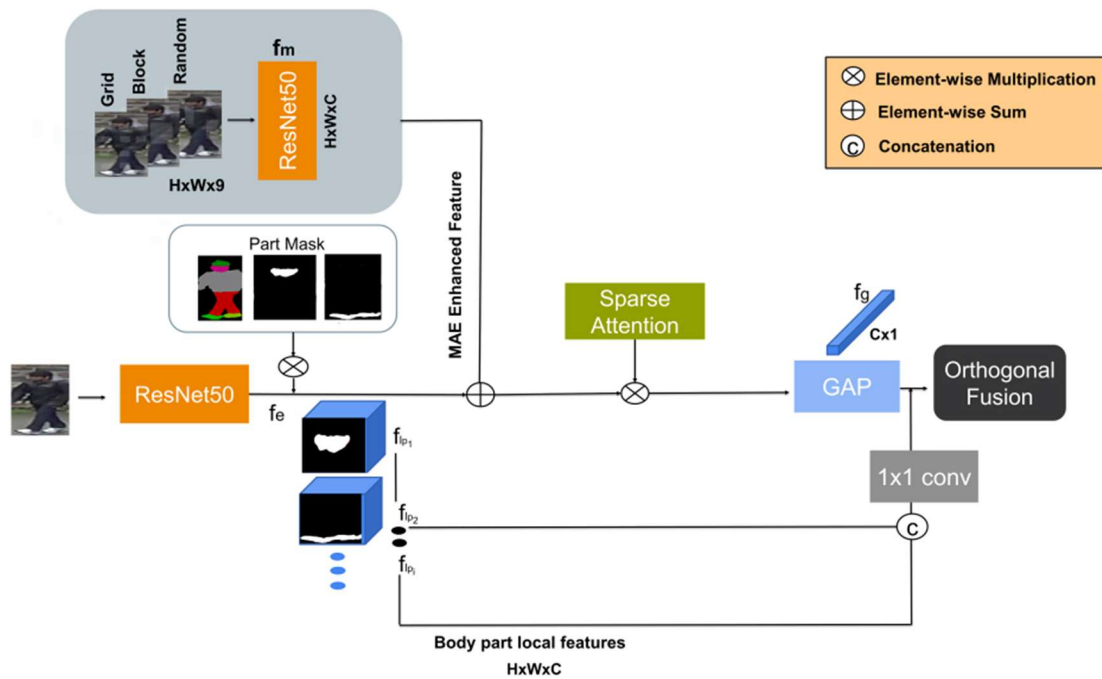 Grid
Block
Random
HxWx9
fm
ResNet50
HxWxC
Element-wise Multiplication
Element-wise Sum
C Concatenation
Part Mask
MAE Enhanced Feature
Sparse
Attention
fg
Cx1
ResNet50
GAP
Orthogonal
Fusion
fe
flp1
1x1 conv
flp2
C
flpi
Body part local features
HxWxC